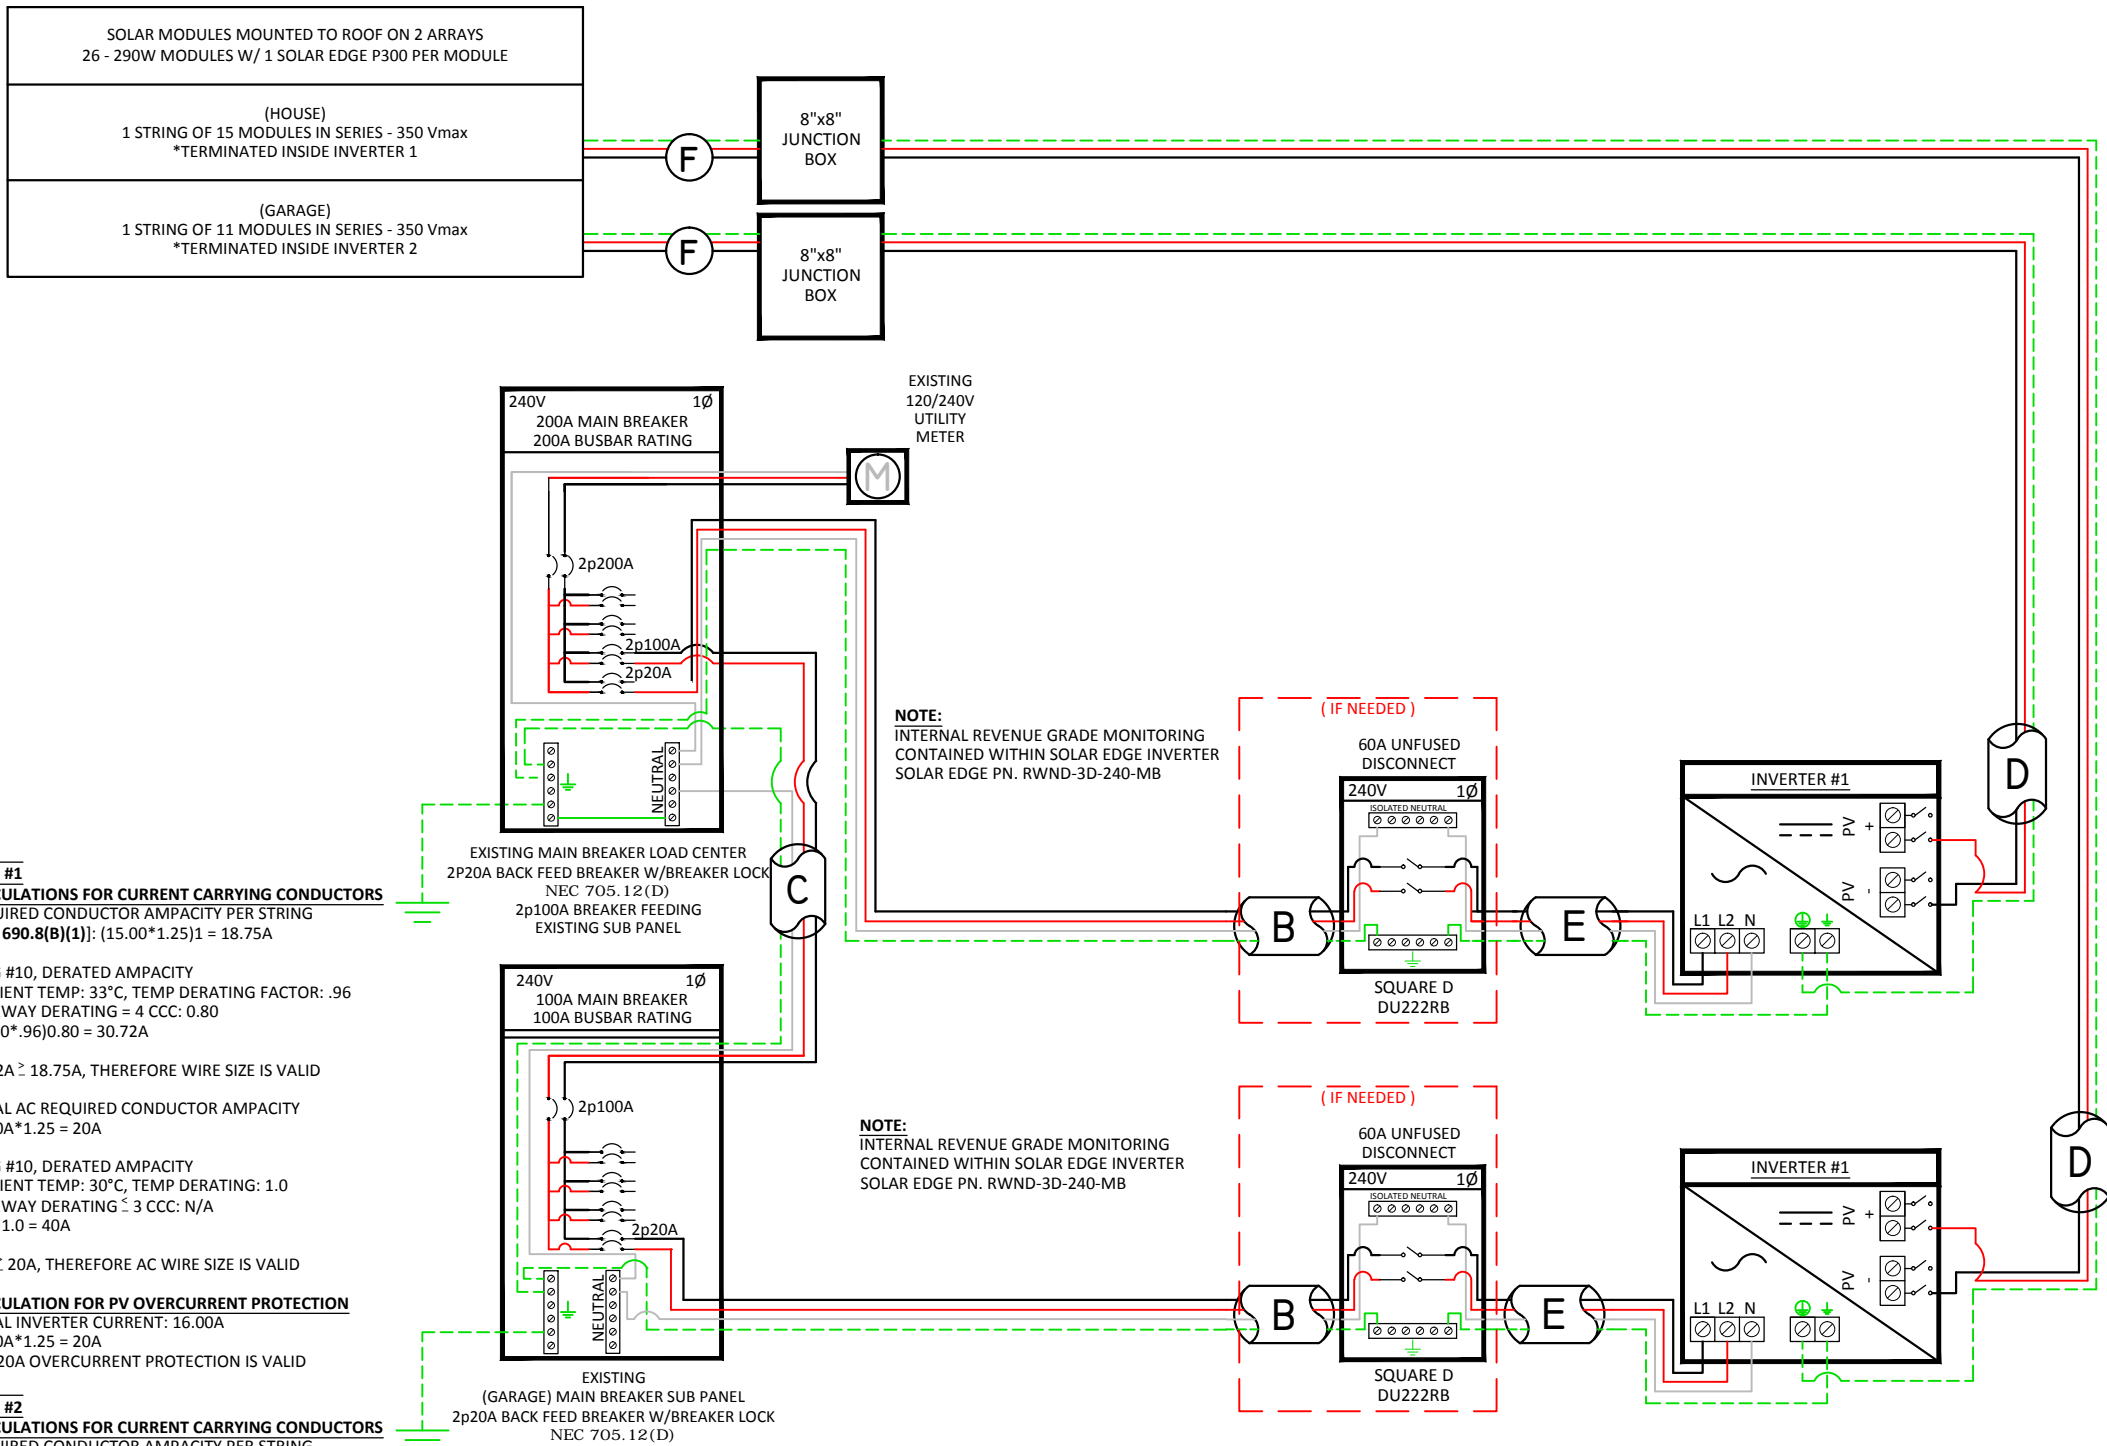 SOLAR MODULES MOUNTED TO ROOF ON 2 ARRAYS
26 - 290W MODULES W/ 1 SOLAR EDGE P300 PER MODULE
(HOUSE)
1 STRING OF 15 MODULES IN SERIES - 350 Vmax
*TERMINATED INSIDE INVERTER 1
(GARAGE)
1 STRING OF 11 MODULES IN SERIES - 350 Vmax
*TERMINATED INSIDE INVERTER 2
F
F
8"x8"
JUNCTION
BOX
8"x8"
JUNCTION
BOX
EXISTING
120/240V
UTILITY
METER
M
240V 1Ø
200A MAIN BREAKER
200A BUSBAR RATING
2p200A
2p100A
2p20A
NEUTRAL
EXISTING MAIN BREAKER LOAD CENTER
2P20A BACK FEED BREAKER W/BREAKER LOCK
NEC 705.12(D)
2p100A BREAKER FEEDING
EXISTING SUB PANEL
C
240V 1Ø
100A MAIN BREAKER
100A BUSBAR RATING
2p100A
2p20A
NEUTRAL
EXISTING
(GARAGE) MAIN BREAKER SUB PANEL
2p20A BACK FEED BREAKER W/BREAKER LOCK
NEC 705.12(D)
NOTE:
INTERNAL REVENUE GRADE MONITORING
CONTAINED WITHIN SOLAR EDGE INVERTER
SOLAR EDGE PN. RWND-3D-240-MB
( IF NEEDED )
60A UNFUSED
DISCONNECT
240V 1Ø
ISOLATED NEUTRAL
SQUARE D
DU222RB
B
E
INVERTER #1
PV +
PV -
L1 L2 N
D
NOTE:
INTERNAL REVENUE GRADE MONITORING
CONTAINED WITHIN SOLAR EDGE INVERTER
SOLAR EDGE PN. RWND-3D-240-MB
( IF NEEDED )
60A UNFUSED
DISCONNECT
240V 1Ø
ISOLATED NEUTRAL
SQUARE D
DU222RB
B
E
INVERTER #1
PV +
PV -
L1 L2 N
D
#1
CULATIONS FOR CURRENT CARRYING CONDUCTORS
UIRED CONDUCTOR AMPACITY PER STRING
690.8(B)(1)]: (15.00*1.25)1 = 18.75A
#10, DERATED AMPACITY
IENT TEMP: 33°C, TEMP DERATING FACTOR: .96
WAY DERATING = 4 CCC: 0.80
0*.96)0.80 = 30.72A
2A ≥ 18.75A, THEREFORE WIRE SIZE IS VALID
AL AC REQUIRED CONDUCTOR AMPACITY
0A*1.25 = 20A
#10, DERATED AMPACITY
IENT TEMP: 30°C, TEMP DERATING: 1.0
WAY DERATING ≤ 3 CCC: N/A
1.0 = 40A
20A, THEREFORE AC WIRE SIZE IS VALID
CULATION FOR PV OVERCURRENT PROTECTION
AL INVERTER CURRENT: 16.00A
0A*1.25 = 20A
20A OVERCURRENT PROTECTION IS VALID
#2
CULATIONS FOR CURRENT CARRYING CONDUCTORS
UIRED CONDUCTOR AMPACITY PER STRING